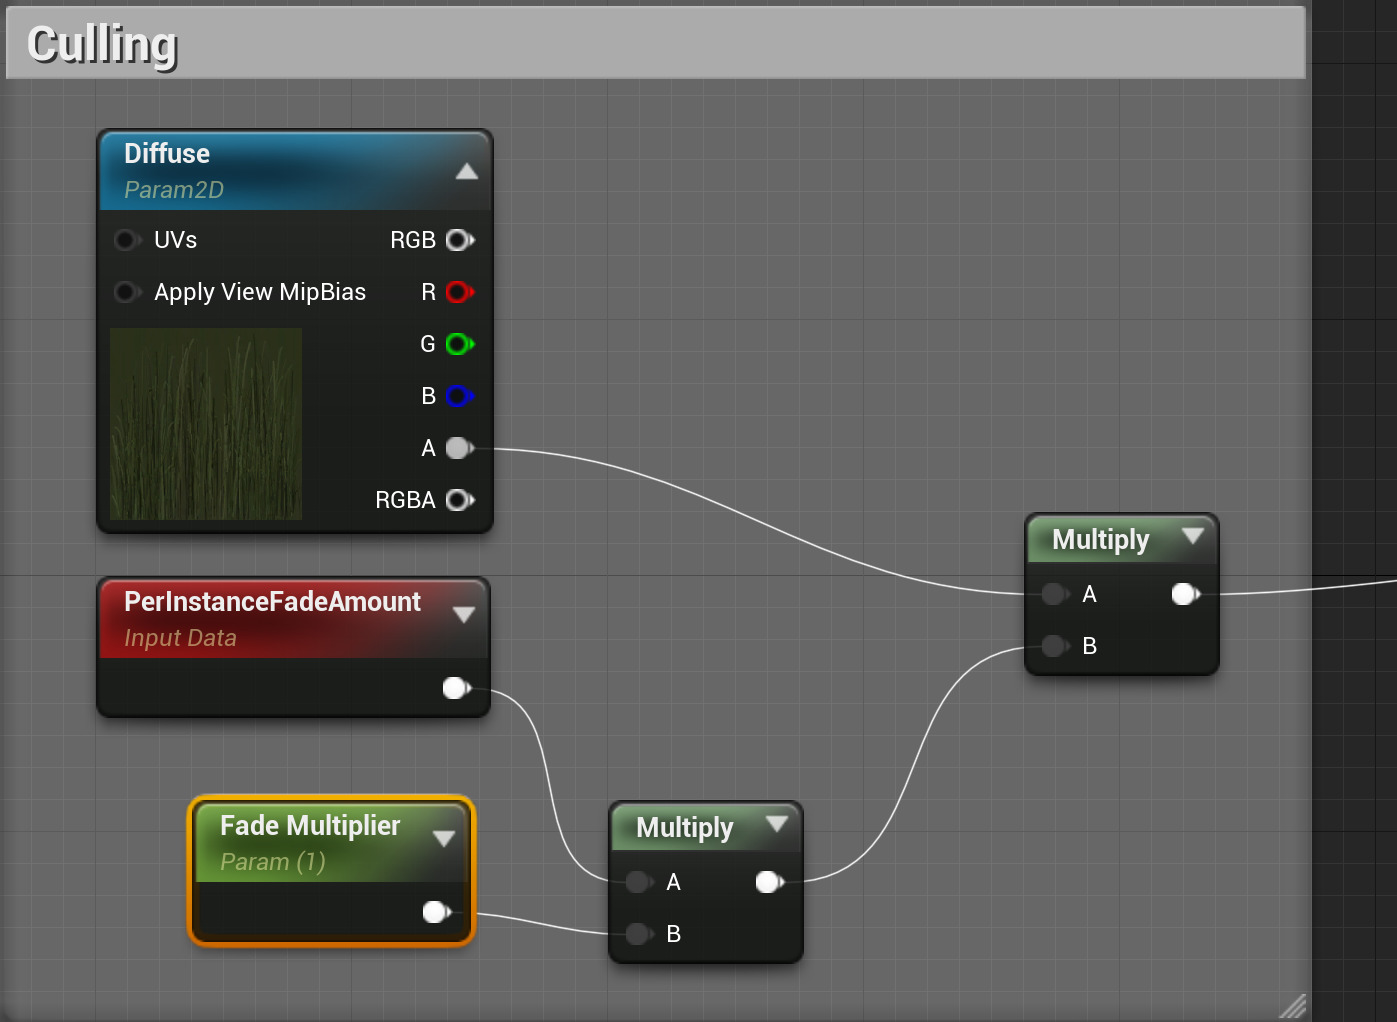 Culling
Diffuse
Param2D
UVs
RGB
Apply View MipBias
R
G
B
A
RGBA
PerInstanceFadeAmount
Input Data
Multiply
A
B
Fade Multiplier
Param (1)
Multiply
A
B